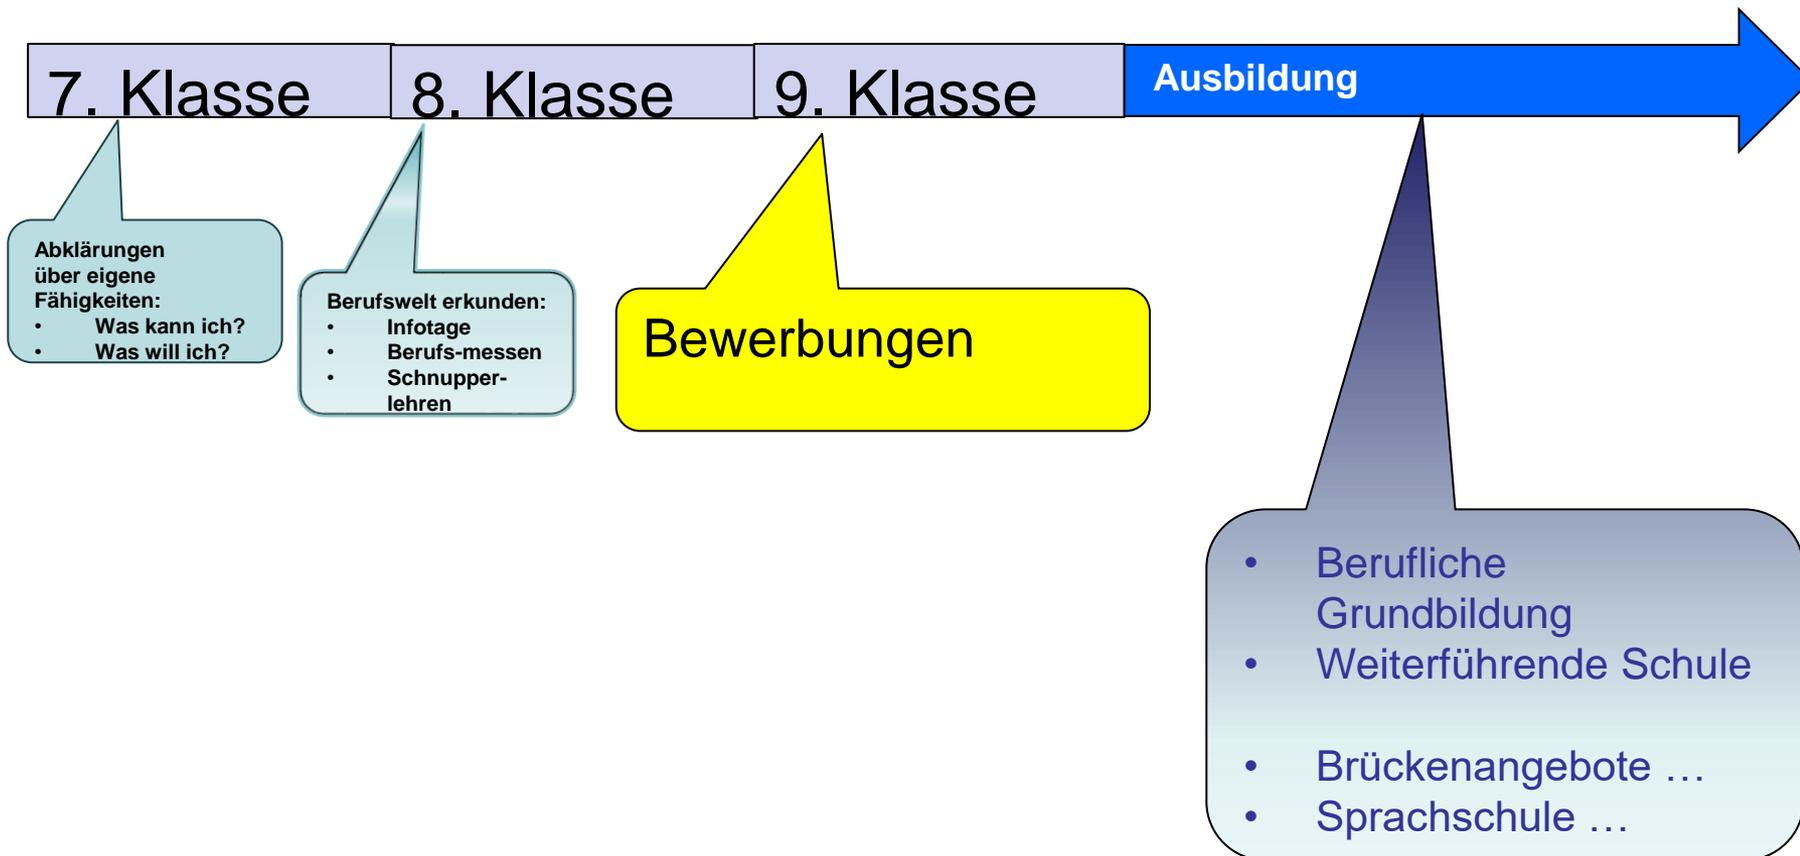 7. Klasse
8. Klasse
9. Klasse
Ausbildung
Abklärungen
über eigene
Fähigkeiten:
• Was kann ich?
• Was will ich?
Berufswelt erkunden:
• Infotage
• Berufs-messen
• Schnupper-
lehren
Bewerbungen
• Berufliche
Grundbildung
• Weiterführende Schule
• Brückenangebote …
• Sprachschule …